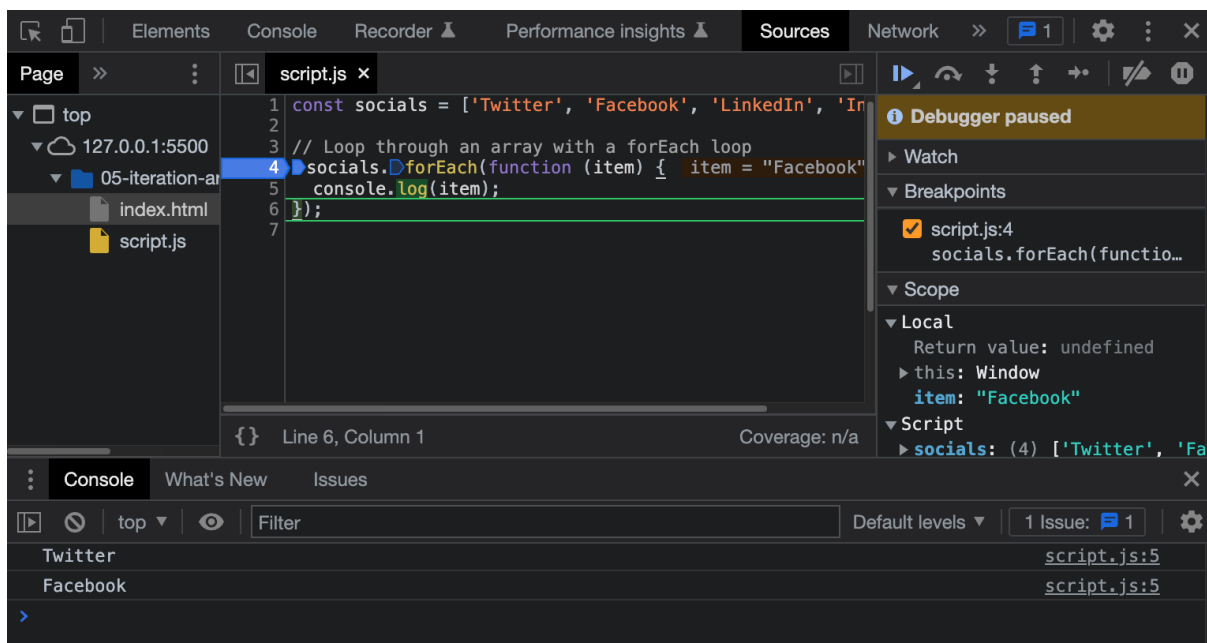 Elements Console Recorder Performance insights Sources Network » 1
Page » script.js ×
top
127.0.0.1:5500
05-iteration-ar
index.html
script.js
1 const socials = ['Twitter', 'Facebook', 'LinkedIn', 'In
2
3 // Loop through an array with a forEach loop
4 socials.forEach(function (item) { item = "Facebook"
5 console.log(item);
6 });
7
{} Line 6, Column 1 Coverage: n/a
Debugger paused
Watch
Breakpoints
script.js:4
socials.forEach(functio…
Scope
Local
Return value: undefined
this: Window
item: "Facebook"
Script
socials: (4) ['Twitter', 'Fa
Console What's New Issues
top Filter Default levels 1 Issue: 1
Twitter script.js:5
Facebook script.js:5